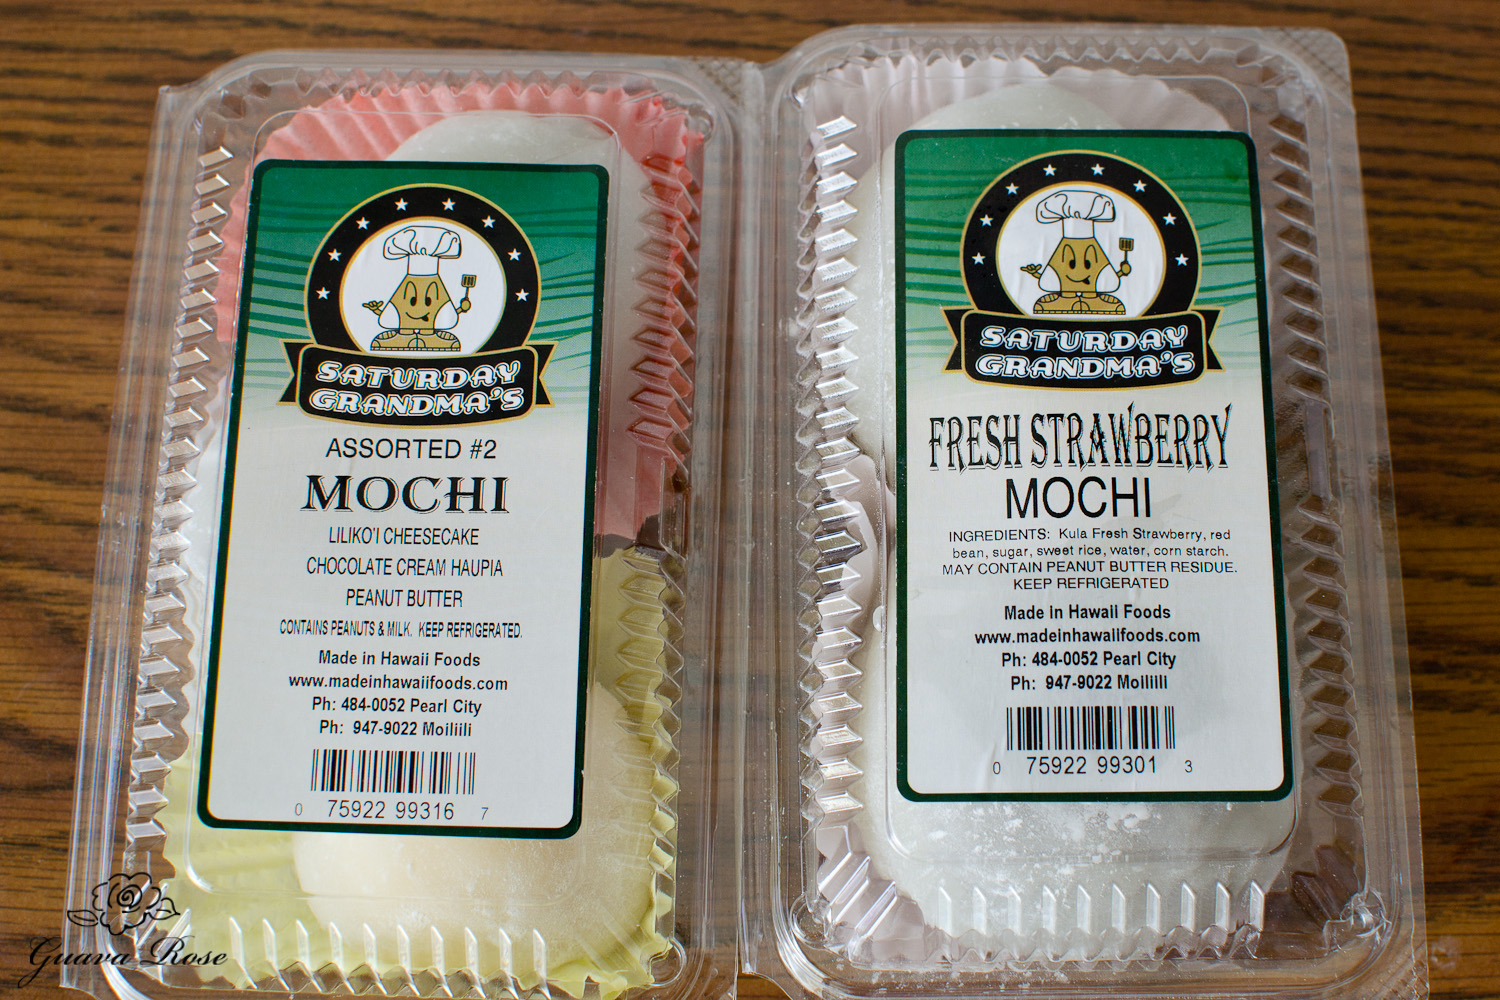 SATURDAY
GRANDMA'S
ASSORTED #2
MOCHI
LILIKO'I CHEESECAKE
CHOCOLATE CREAM HAUPIA
PEANUT BUTTER
CONTAINS PEANUTS & MILK. KEEP REFRIGERATED.
Made in Hawaii Foods
www.madeinhawaiifoods.com
Ph: 484-0052 Pearl City
Ph: 947-9022 Moiliili
0 75922 99316 7
SATURDAY
GRANDMA'S
FRESH STRAWBERRY
MOCHI
INGREDIENTS: Kula Fresh Strawberry, red
bean, sugar, sweet rice, water, corn starch.
MAY CONTAIN PEANUT BUTTER RESIDUE.
KEEP REFRIGERATED
Made in Hawaii Foods
www.madeinhawaiifoods.com
Ph: 484-0052 Pearl City
Ph: 947-9022 Moiliili
0 75922 99301 3
Guava Rose